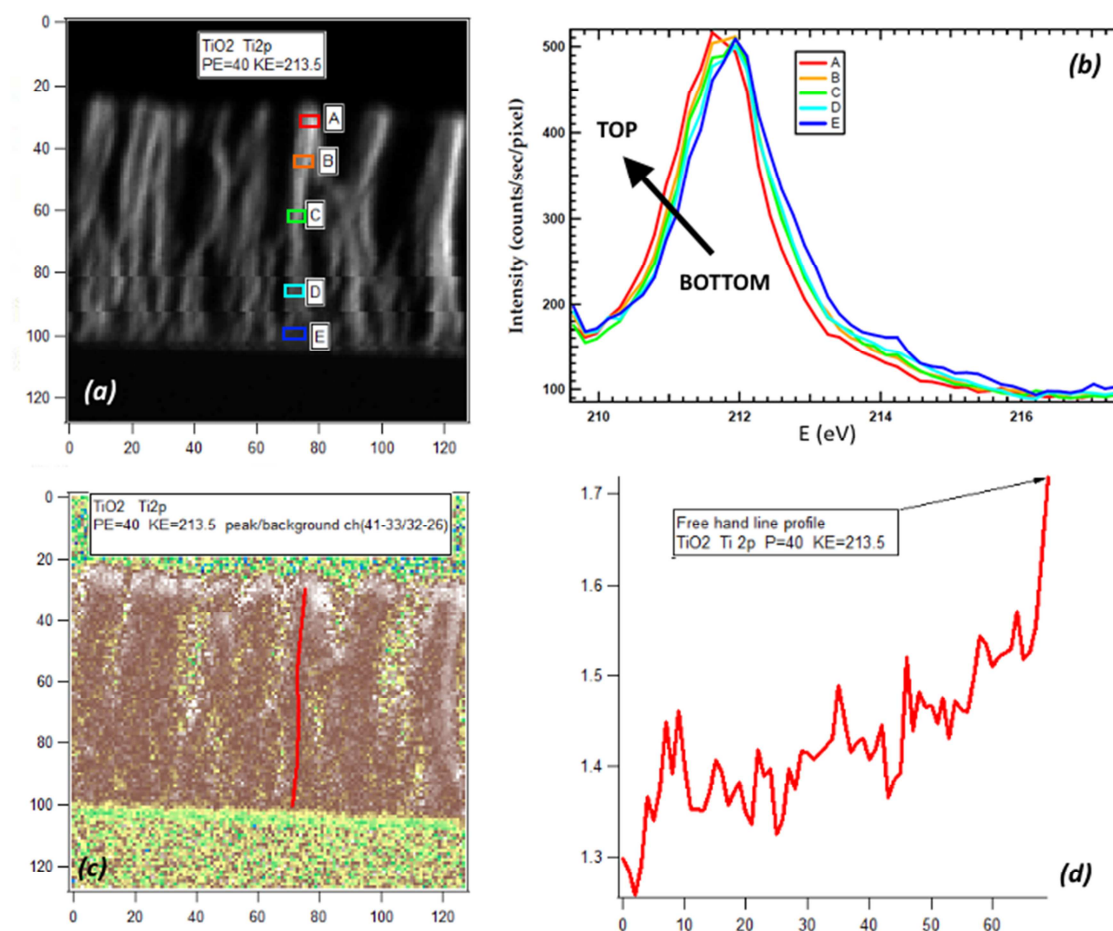 0
20
40
60
80
100
120
TiO2 Ti2p
PE=40 KE=213.5
A
B
C
D
E
(a)
0 20 40 60 80 100 120
Intensity (counts/sec/pixel)
500
400
300
200
100
A
B
C
D
E
(b)
TOP
BOTTOM
210 212 214 216
E (eV)
0
20
40
60
80
100
120
TiO2 Ti2p
PE=40 KE=213.5 peak/background ch(41-33/32-26)
(c)
0 20 40 60 80 100 120
1.7
1.6
1.5
1.4
1.3
Free hand line profile
TiO2 Ti 2p P=40 KE=213.5
(d)
0 10 20 30 40 50 60